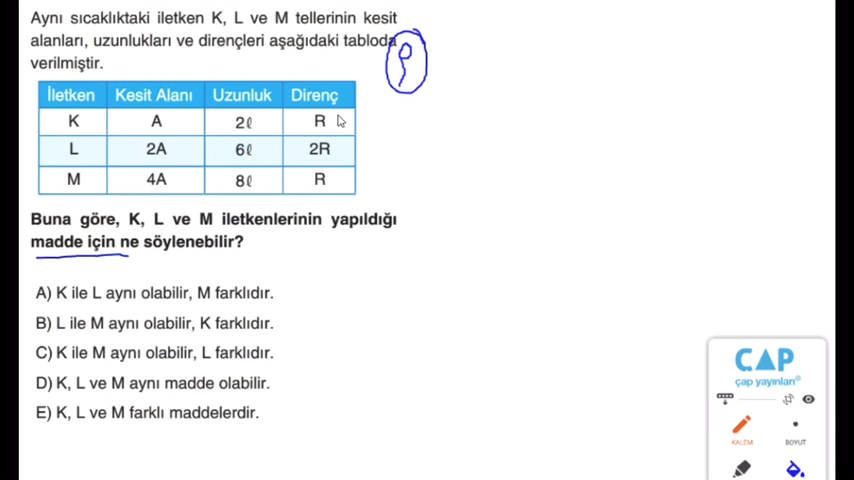 Aynı sıcaklıktaki iletken K, L ve M tellerinin kesit
alanları, uzunlukları ve dirençleri aşağıdaki tabloda
verilmiştir.
İletken Kesit Alanı Uzunluk Direnç
K A 2ℓ R
L 2A 6ℓ 2R
M 4A 8ℓ R
Buna göre, K, L ve M iletkenlerinin yapıldığı
madde için ne söylenebilir?
A) K ile L aynı olabilir, M farklıdır.
B) L ile M aynı olabilir, K farklıdır.
C) K ile M aynı olabilir, L farklıdır.
D) K, L ve M aynı madde olabilir.
E) K, L ve M farklı maddelerdir.
ρ
ÇAP
çap yayınları®
KALEM BOYUT